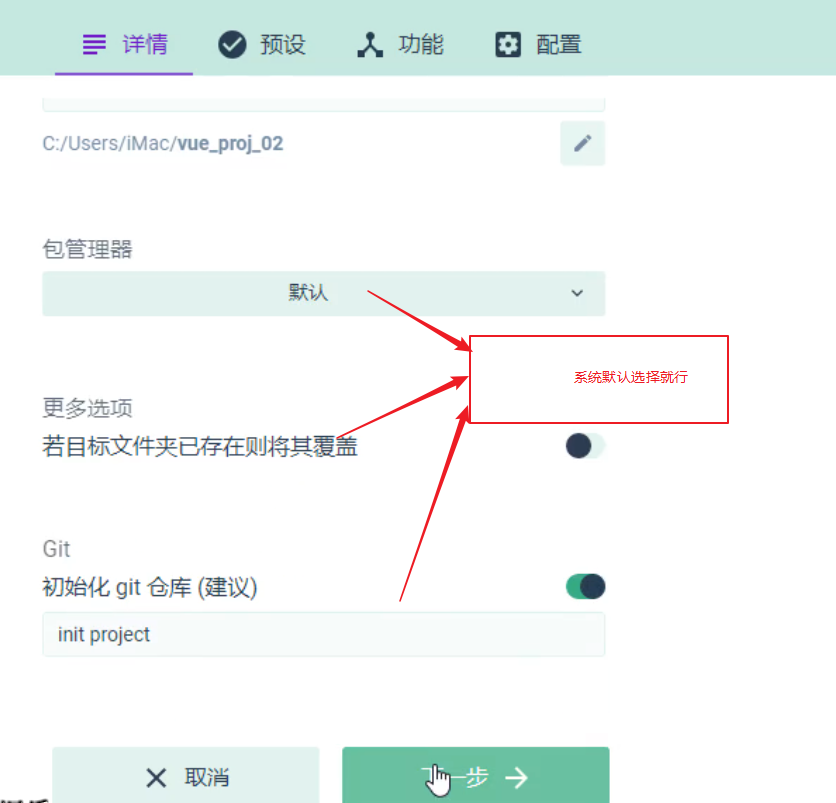 详情 预设 功能 配置
C:/Users/iMac/vue_proj_02
包管理器
默认
系统默认选择就行
更多选项
若目标文件夹已存在则将其覆盖
Git
初始化 git 仓库 (建议)
init project
取消 下一步